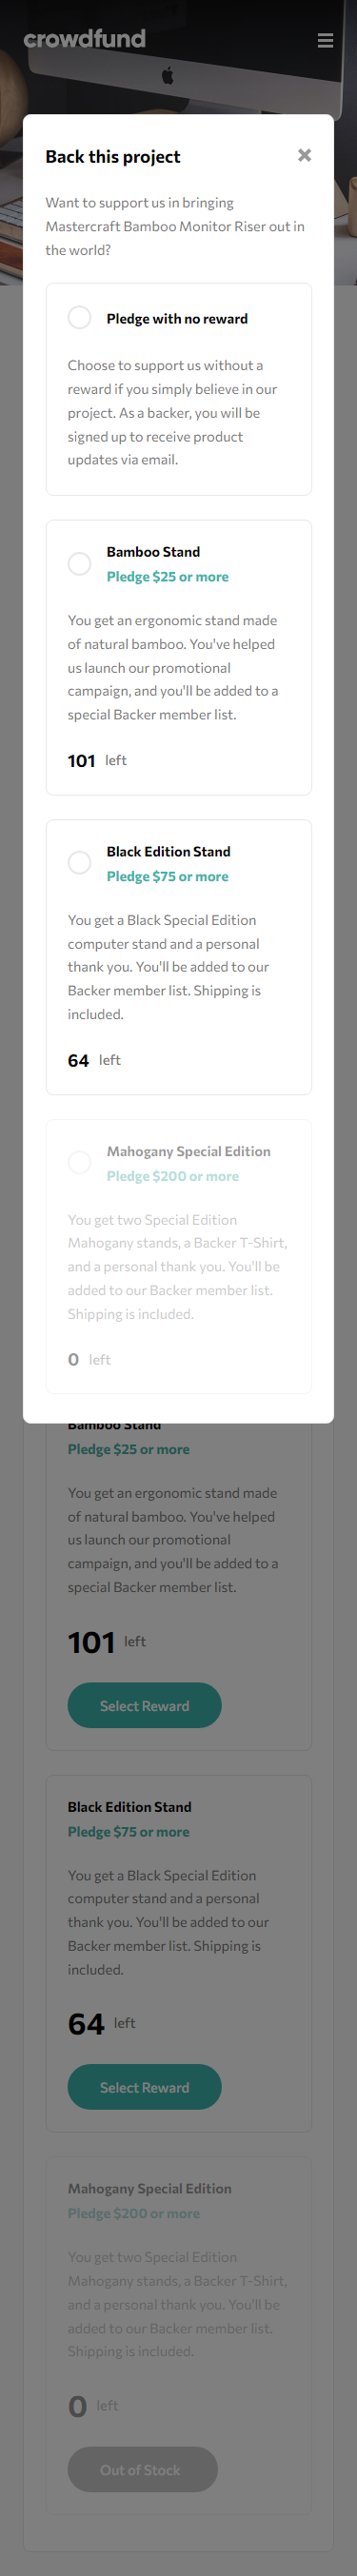 crowdfund
Back this project
Want to support us in bringing
Mastercraft Bamboo Monitor Riser out in
the world?
Pledge with no reward
Choose to support us without a
reward if you simply believe in our
project. As a backer, you will be
signed up to receive product
updates via email.
Bamboo Stand
Pledge $25 or more
You get an ergonomic stand made
of natural bamboo. You've helped
us launch our promotional
campaign, and you'll be added to a
special Backer member list.
101 left
Black Edition Stand
Pledge $75 or more
You get a Black Special Edition
computer stand and a personal
thank you. You'll be added to our
Backer member list. Shipping is
included.
64 left
Mahogany Special Edition
Pledge $200 or more
You get two Special Edition
Mahogany stands, a Backer T-Shirt,
and a personal thank you. You'll be
added to our Backer member list.
Shipping is included.
0 left
Bamboo Stand
Pledge $25 or more
You get an ergonomic stand made
of natural bamboo. You've helped
us launch our promotional
campaign, and you'll be added to a
special Backer member list.
101 left
Select Reward
Black Edition Stand
Pledge $75 or more
You get a Black Special Edition
computer stand and a personal
thank you. You'll be added to our
Backer member list. Shipping is
included.
64 left
Select Reward
Mahogany Special Edition
Pledge $200 or more
You get two Special Edition
Mahogany stands, a Backer T-Shirt,
and a personal thank you. You'll be
added to our Backer member list.
Shipping is included.
0 left
Out of Stock